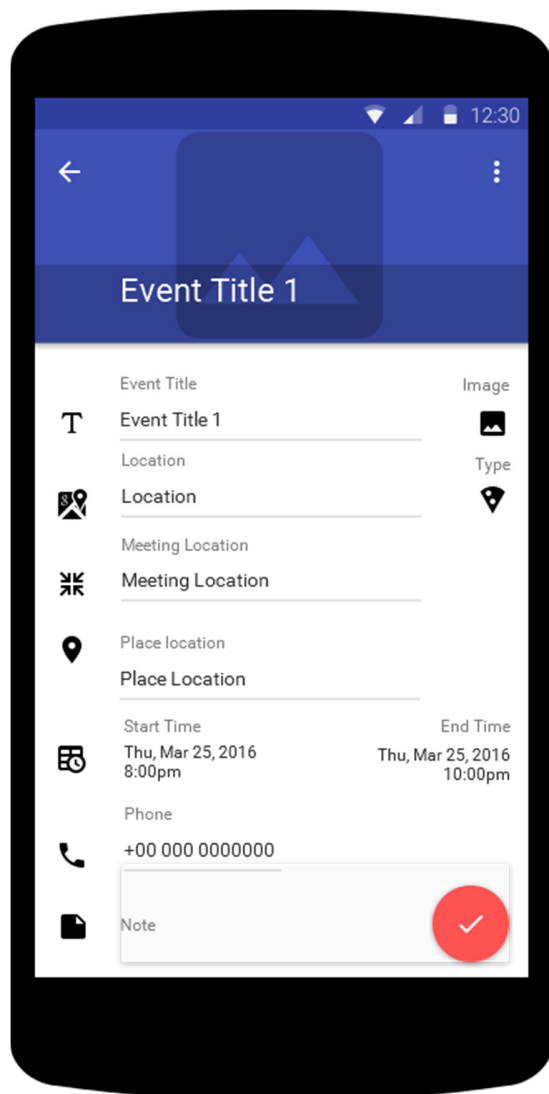 12:30
Event Title 1
Event Title
Image
Event Title 1
Location
Type
Location
Meeting Location
Meeting Location
Place location
Place Location
Start Time
End Time
Thu, Mar 25, 2016
8:00pm
Thu, Mar 25, 2016
10:00pm
Phone
+00 000 0000000
Note